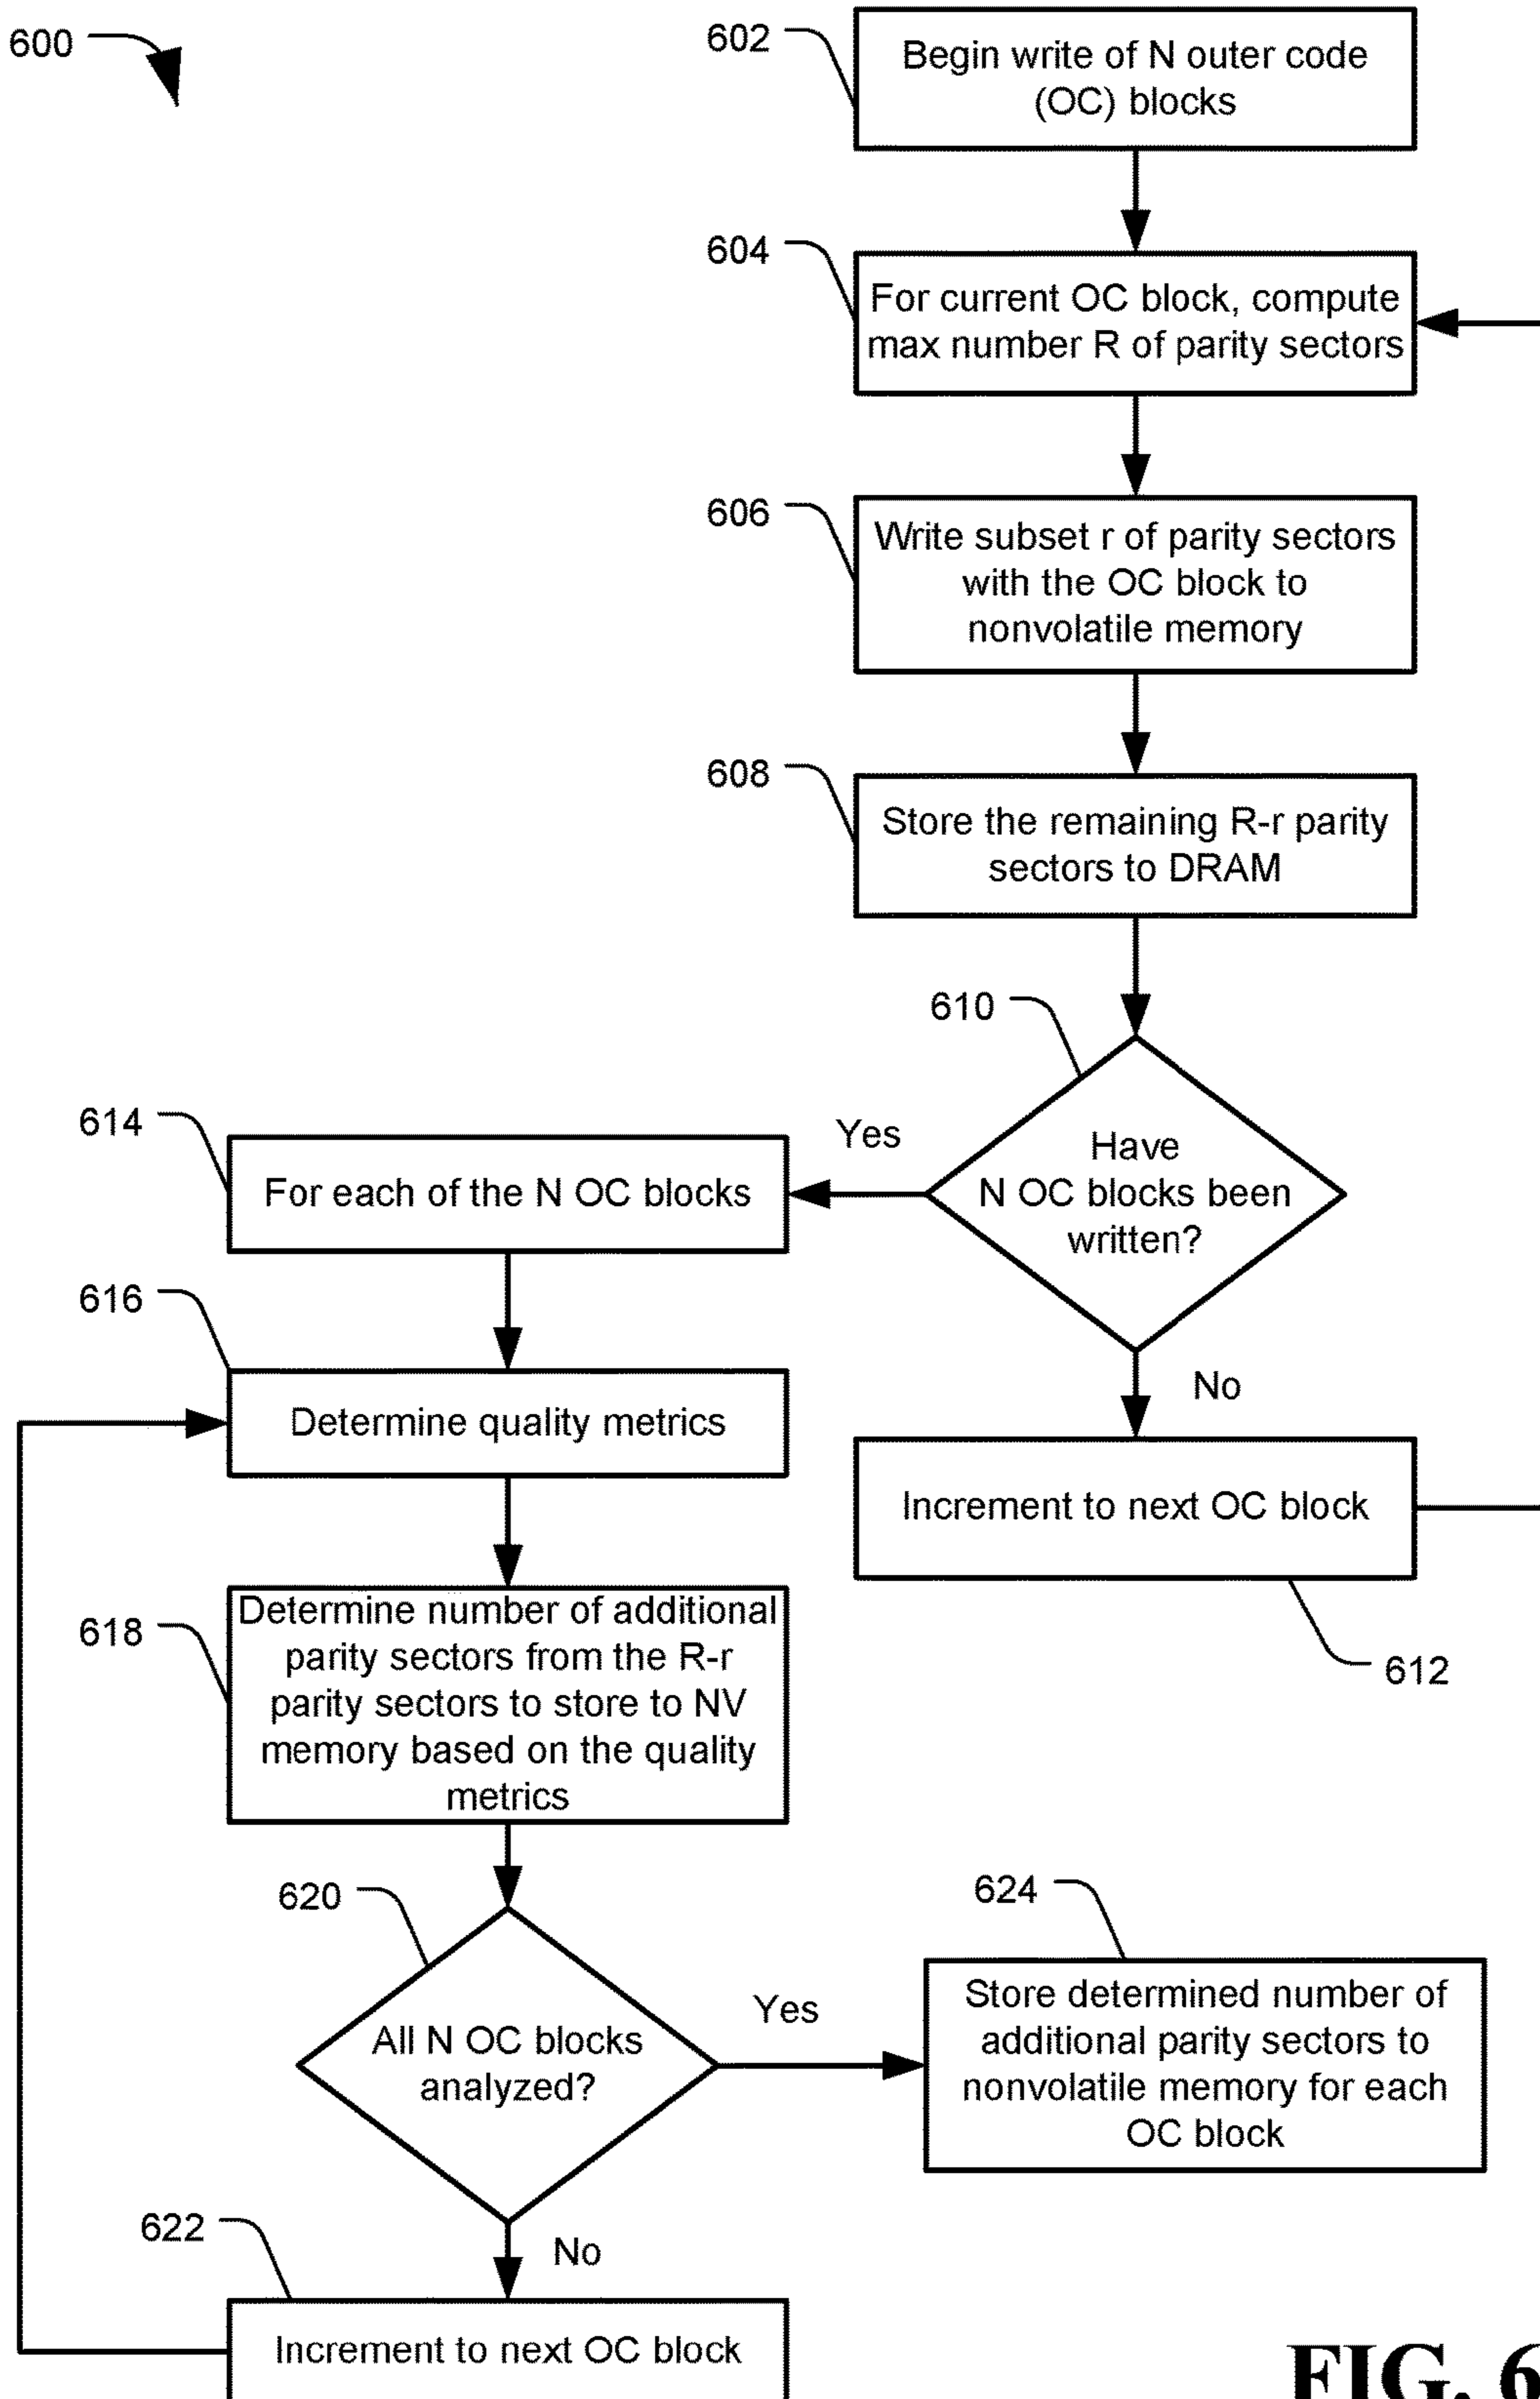 600
602
Begin write of N outer code
(OC) blocks
604
For current OC block, compute
max number R of parity sectors
606
Write subset r of parity sectors
with the OC block to
nonvolatile memory
608
Store the remaining R-r parity
sectors to DRAM
610
Have
N OC blocks been
written?
Yes
No
614
For each of the N OC blocks
616
Determine quality metrics
Increment to next OC block
612
618
Determine number of additional
parity sectors from the R-r
parity sectors to store to NV
memory based on the quality
metrics
620
All N OC blocks
analyzed?
Yes
624
Store determined number of
additional parity sectors to
nonvolatile memory for each
OC block
No
622
Increment to next OC block
FIG. 6